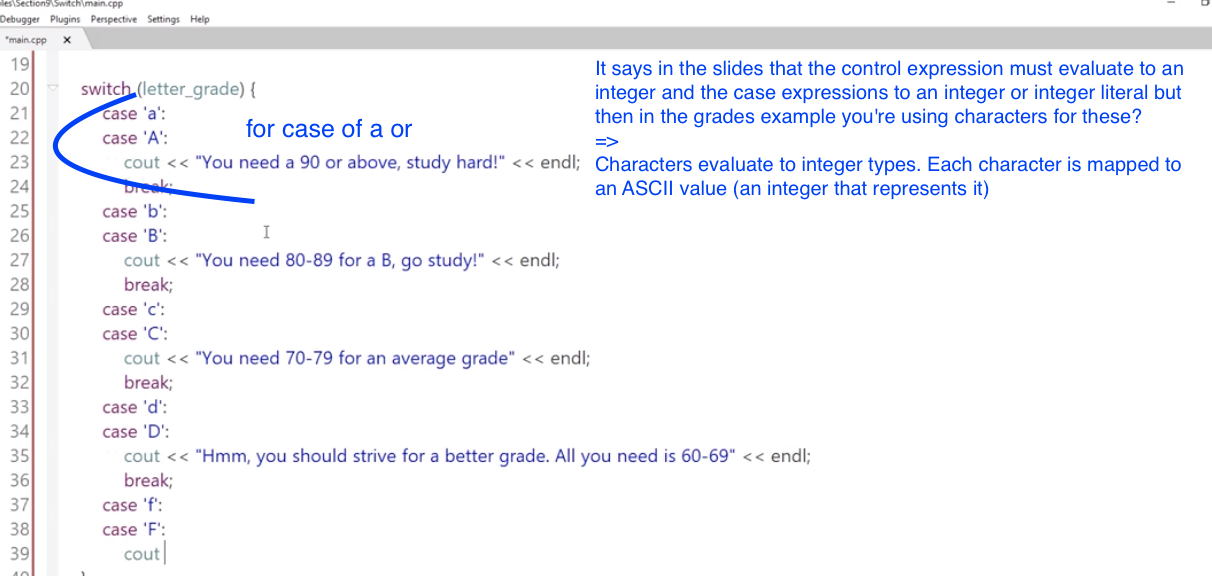 les\Section9\Switch\main.cpp
Debugger Plugins Perspective Settings Help
*main.cpp
19
20 switch (letter_grade) {
21 case 'a':
22 case 'A':
23 cout << "You need a 90 or above, study hard!" << endl;
24 break;
25 case 'b':
26 case 'B':
27 cout << "You need 80-89 for a B, go study!" << endl;
28 break;
29 case 'c':
30 case 'C':
31 cout << "You need 70-79 for an average grade" << endl;
32 break;
33 case 'd':
34 case 'D':
35 cout << "Hmm, you should strive for a better grade. All you need is 60-69" << endl;
36 break;
37 case 'f':
38 case 'F':
39 cout
for case of a or
It says in the slides that the control expression must evaluate to an
integer and the case expressions to an integer or integer literal but
then in the grades example you're using characters for these?
=>
Characters evaluate to integer types. Each character is mapped to
an ASCII value (an integer that represents it)